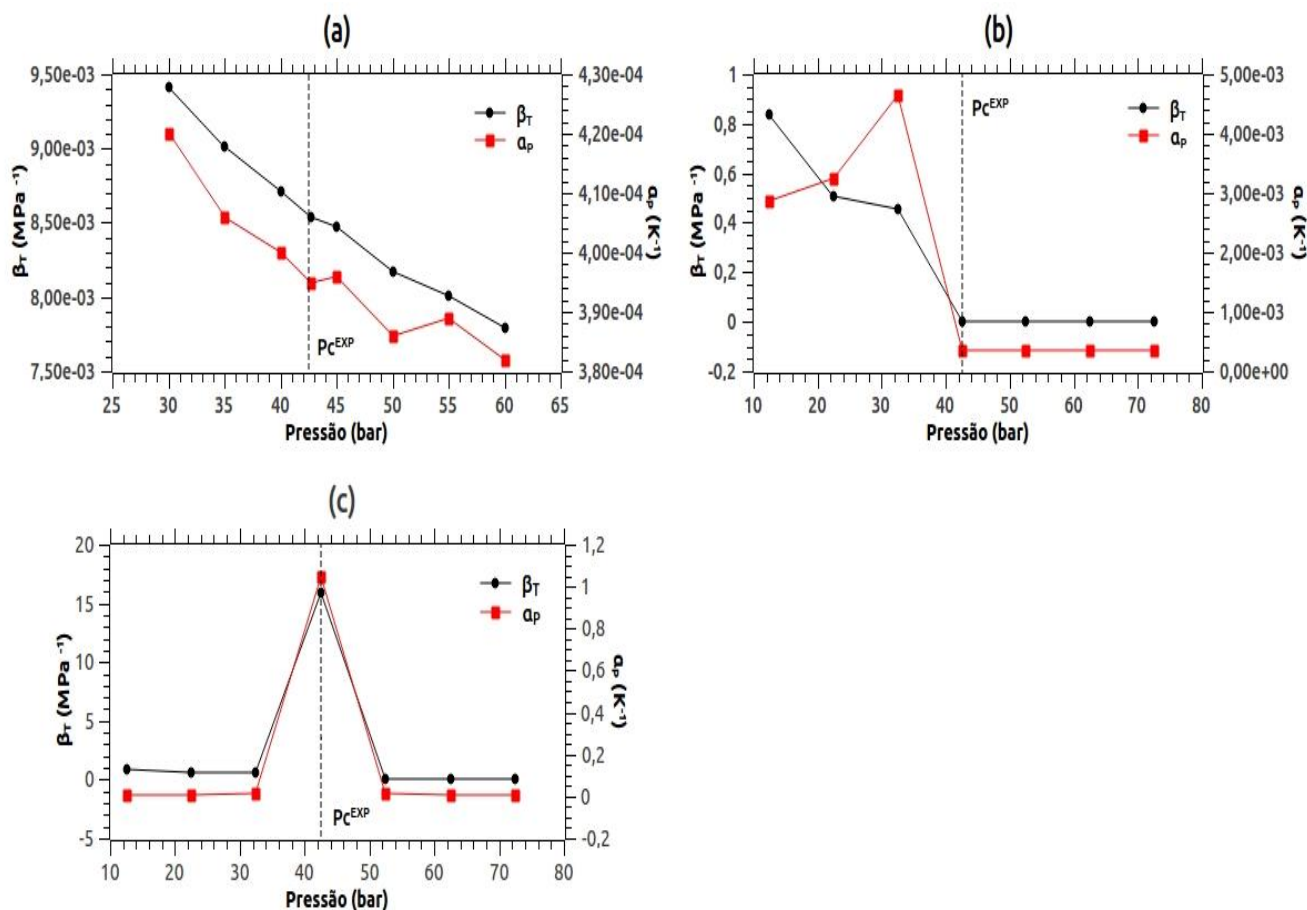 (a)
9,50e-03
9,00e-03
8,50e-03
8,00e-03
7,50e-03
βT (MPa ⁻¹)
4,30e-04
4,20e-04
4,10e-04
4,00e-04
3,90e-04
3,80e-04
αP (K⁻¹)
βT
αP
Pcᴱˣᴾ
25 30 35 40 45 50 55 60 65
Pressão (bar)
(b)
1
0,8
0,6
0,4
0,2
0
-0,2
βT (MPa ⁻¹)
5,00e-03
4,00e-03
3,00e-03
2,00e-03
1,00e-03
0,00e+00
αP (K⁻¹)
Pcᴱˣᴾ
βT
αP
10 20 30 40 50 60 70 80
Pressão (bar)
(c)
20
15
10
5
0
-5
βT (MPa ⁻¹)
1,2
1
0,8
0,6
0,4
0,2
0
-0,2
αP (K⁻¹)
βT
αP
Pcᴱˣᴾ
10 20 30 40 50 60 70 80
Pressão (bar)